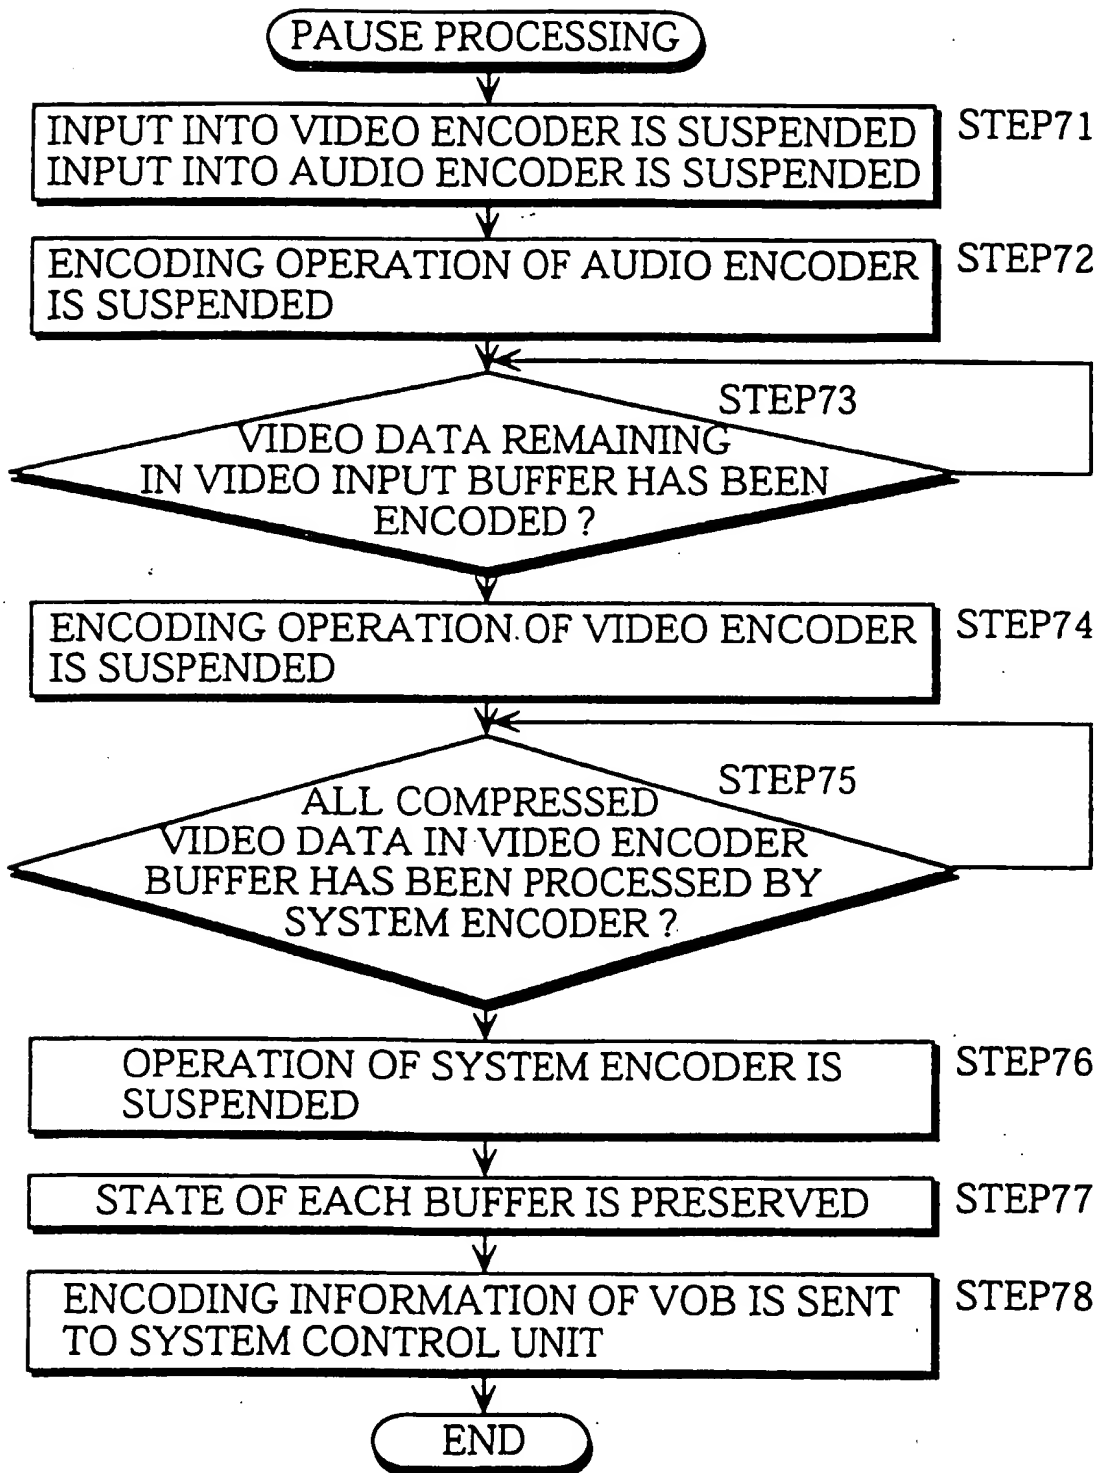 PAUSE PROCESSING
INPUT INTO VIDEO ENCODER IS SUSPENDED
INPUT INTO AUDIO ENCODER IS SUSPENDED
STEP71
ENCODING OPERATION OF AUDIO ENCODER
IS SUSPENDED
STEP72
STEP73
VIDEO DATA REMAINING
IN VIDEO INPUT BUFFER HAS BEEN
ENCODED ?
ENCODING OPERATION OF VIDEO ENCODER
IS SUSPENDED
STEP74
STEP75
ALL COMPRESSED
VIDEO DATA IN VIDEO ENCODER
BUFFER HAS BEEN PROCESSED BY
SYSTEM ENCODER ?
OPERATION OF SYSTEM ENCODER IS
SUSPENDED
STEP76
STATE OF EACH BUFFER IS PRESERVED
STEP77
ENCODING INFORMATION OF VOB IS SENT
TO SYSTEM CONTROL UNIT
STEP78
END